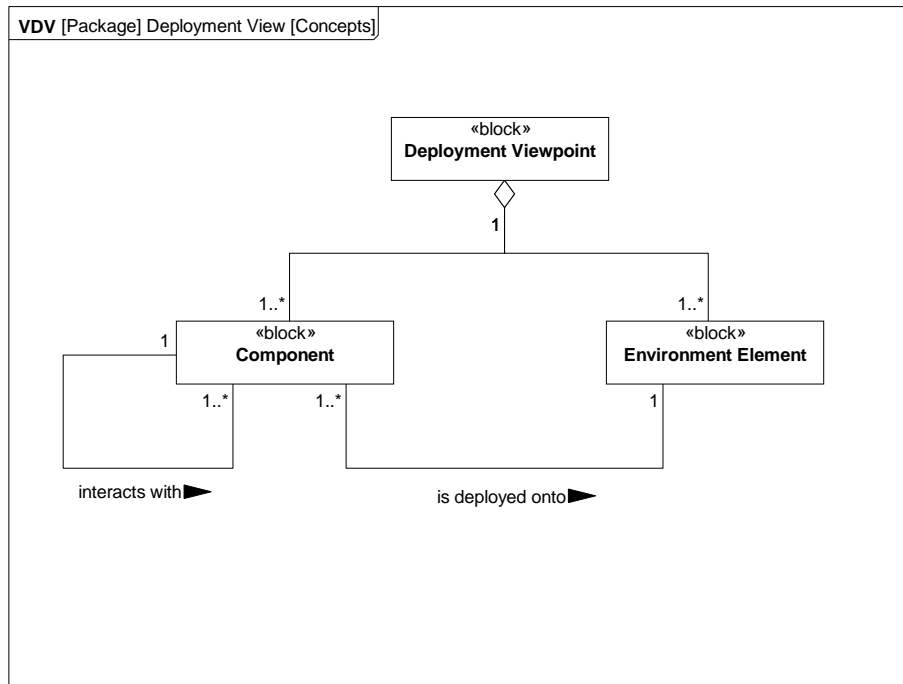 VDV [Package] Deployment View [Concepts]
«block»
Deployment Viewpoint
1
1..*
1..*
«block»
Component
«block»
Environment Element
1
1..*
1..*
1
interacts with
is deployed onto